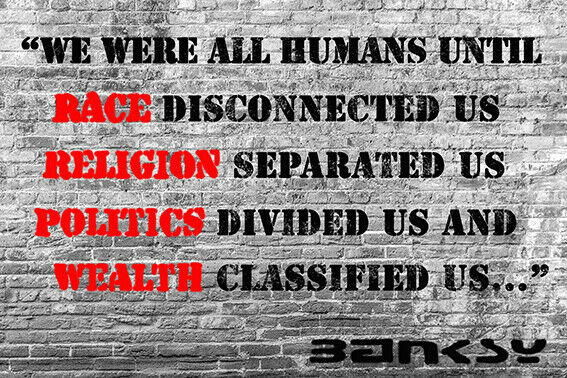 “WE WERE ALL HUMANS UNTIL
RACE DISCONNECTED US
RELIGION SEPARATED US
POLITICS DIVIDED US AND
WEALTH CLASSIFIED US...”
BANKSY